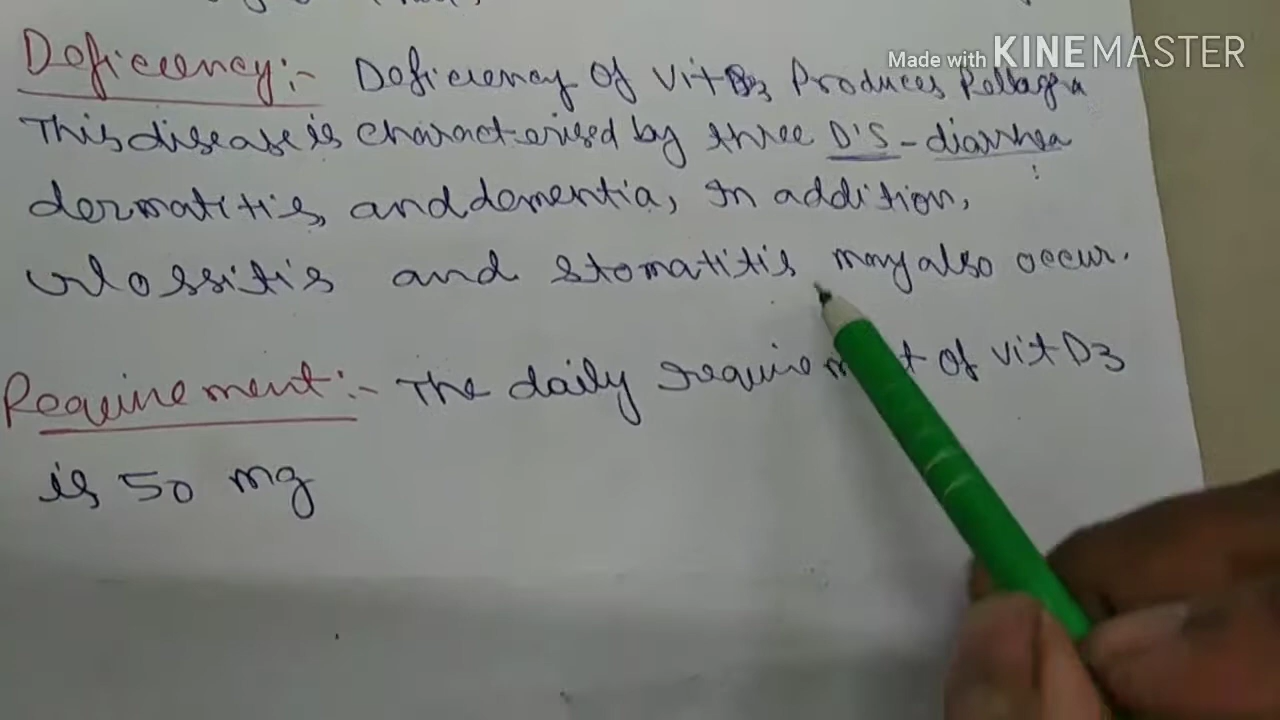 Made with KINEMASTER
Deficiency:- Deficiency of Vit B3 Produces Pellagra
This disease is characterised by three D'S - diarrhea
dermatitis, and dementia, In addition,
Glossitis and stomatitis may also occur.
Requirement:- The daily requirement of vit D3
is 50 mg